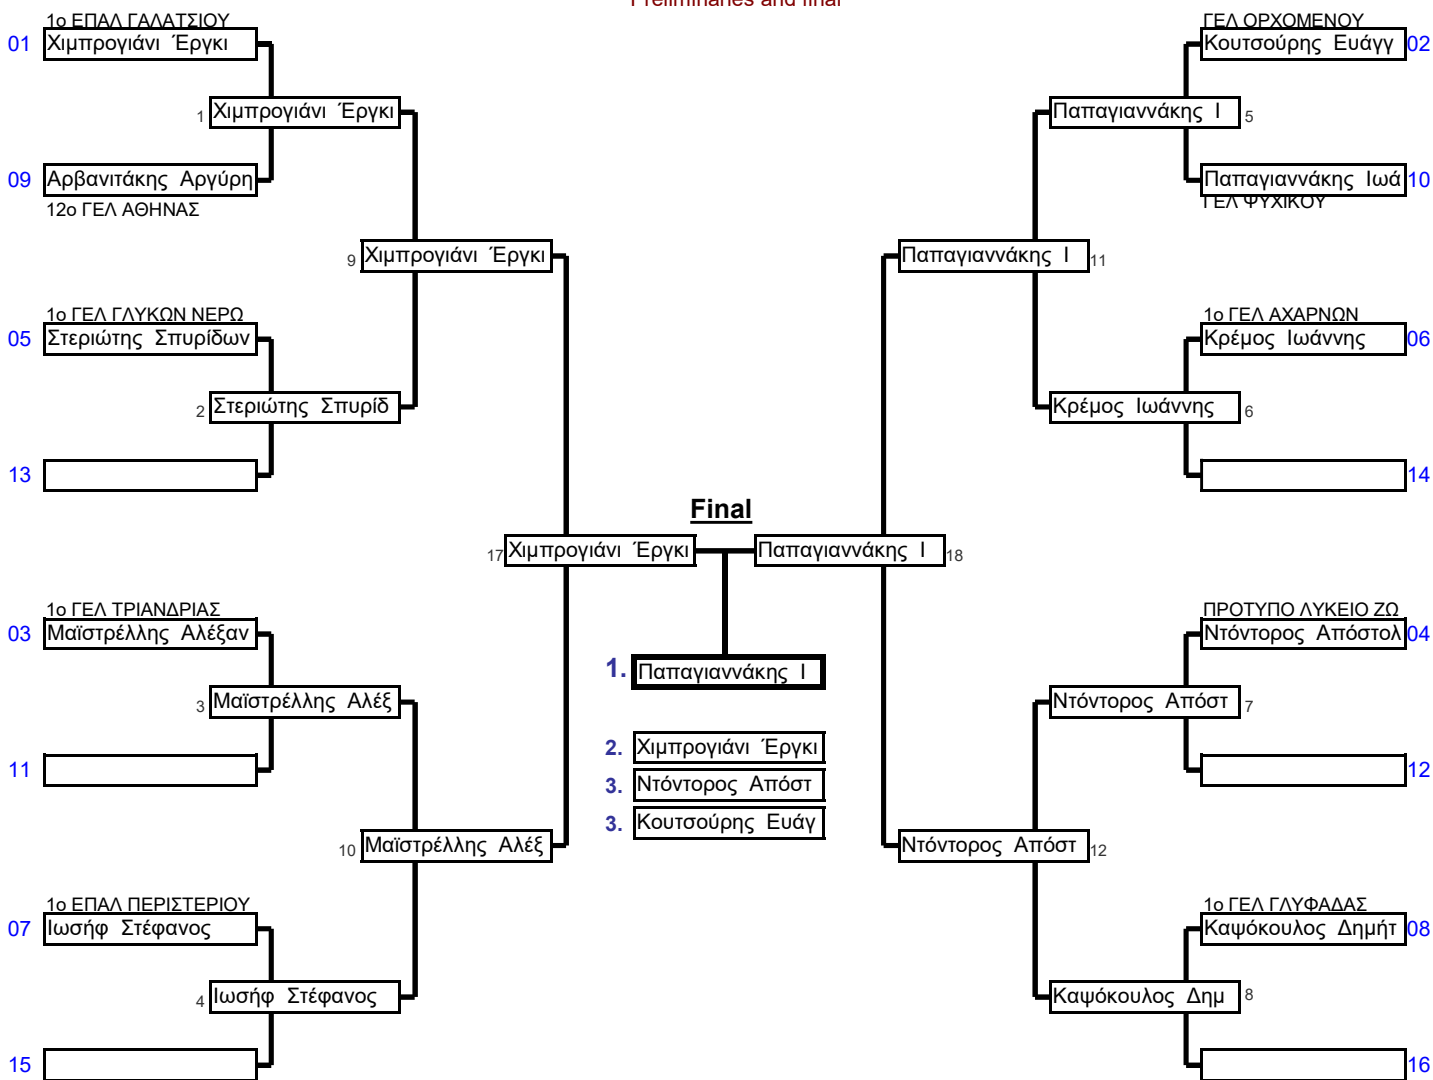 Preliminaries and final
1ο ΕΠΑΛ ΓΑΛΑΤΣΙΟΥ
01 Χιμπρογιάνι Έργκι
1 Χιμπρογιάνι Έργκι
09 Αρβανιτάκης Αργύρη
12ο ΓΕΛ ΑΘΗΝΑΣ
9 Χιμπρογιάνι Έργκι
1ο ΓΕΛ ΓΛΥΚΩΝ ΝΕΡΩ
05 Στεριώτης Σπυρίδων
2 Στεριώτης Σπυρίδ
13
17 Χιμπρογιάνι Έργκι
1ο ΓΕΛ ΤΡΙΑΝΔΡΙΑΣ
03 Μαϊστρέλλης Αλέξαν
3 Μαϊστρέλλης Αλέξ
11
10 Μαϊστρέλλης Αλέξ
1ο ΕΠΑΛ ΠΕΡΙΣΤΕΡΙΟΥ
07 Ιωσήφ Στέφανος
4 Ιωσήφ Στέφανος
15
Final
1. Παπαγιαννάκης Ι
2. Χιμπρογιάνι Έργκι
3. Ντόντορος Απόστ
3. Κουτσούρης Ευάγ
ΓΕΛ ΟΡΧΟΜΕΝΟΥ
Κουτσούρης Ευάγγ 02
Παπαγιαννάκης Ι 5
Παπαγιαννάκης Ιωά 10
ΓΕΛ ΨΥΧΙΚΟΥ
Παπαγιαννάκης Ι 11
1ο ΓΕΛ ΑΧΑΡΝΩΝ
Κρέμος Ιωάννης 06
Κρέμος Ιωάννης 6
14
Παπαγιαννάκης Ι 18
ΠΡΟΤΥΠΟ ΛΥΚΕΙΟ ΖΩ
Ντόντορος Απόστολ 04
Ντόντορος Απόστ 7
12
Ντόντορος Απόστ 12
1ο ΓΕΛ ΓΛΥΦΑΔΑΣ
Καψόκουλος Δημήτ 08
Καψόκουλος Δημ 8
16